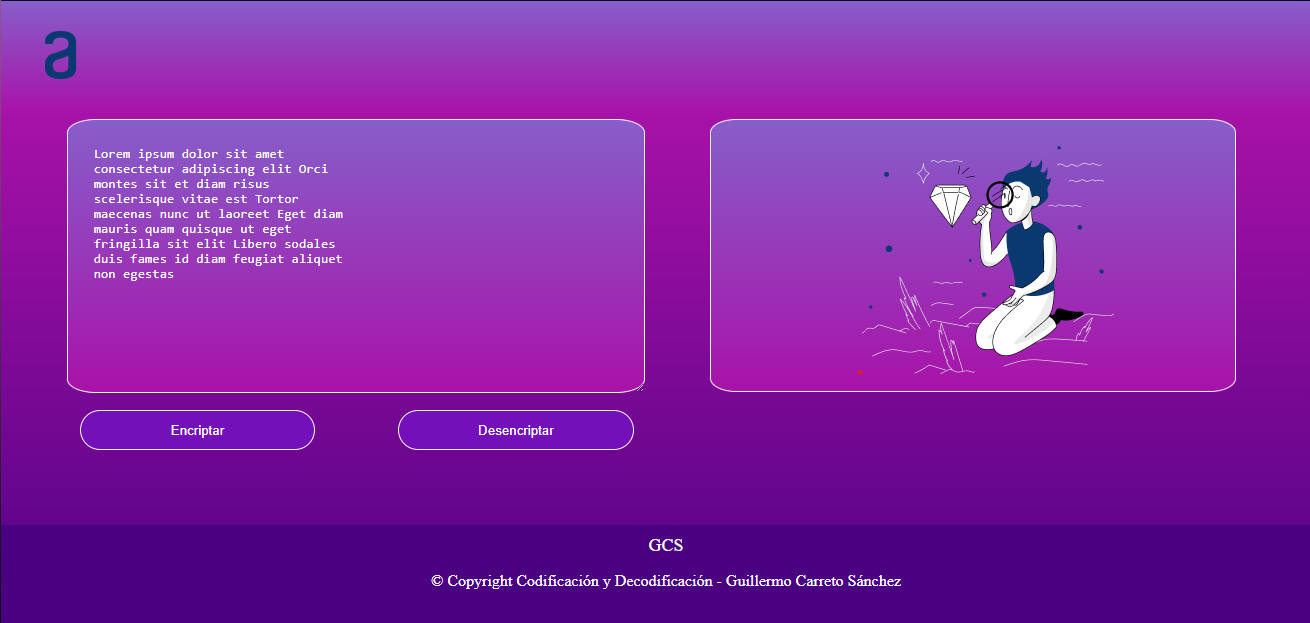 a
Lorem ipsum dolor sit amet
consectetur adipiscing elit Orci
montes sit et diam risus
scelerisque vitae est Tortor
maecenas nunc ut laoreet Eget diam
mauris quam quisque ut eget
fringilla sit elit Libero sodales
duis fames id diam feugiat aliquet
non egestas
Encriptar
Desencriptar
GCS
© Copyright Codificación y Decodificación - Guillermo Carreto Sánchez